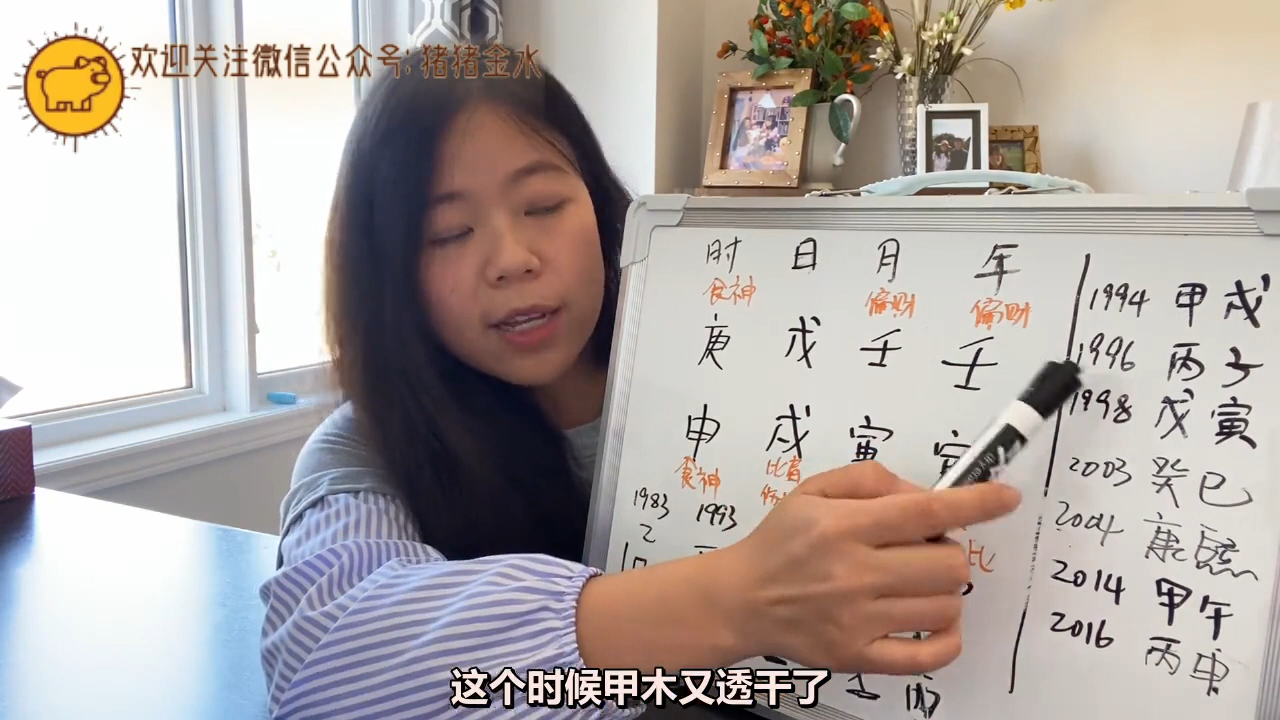 欢迎关注微信公众号:猪猪金水
时 日 月 年
食神 偏财 偏财
庚 戊 壬 壬
申 戌 寅 寅
食神 比肩
比
1983 1993
乙
1994 甲戌
1996 丙子
1998 戊寅
2003 癸巳
2004
2014 甲午
2016 丙申
这个时候甲木又透干了